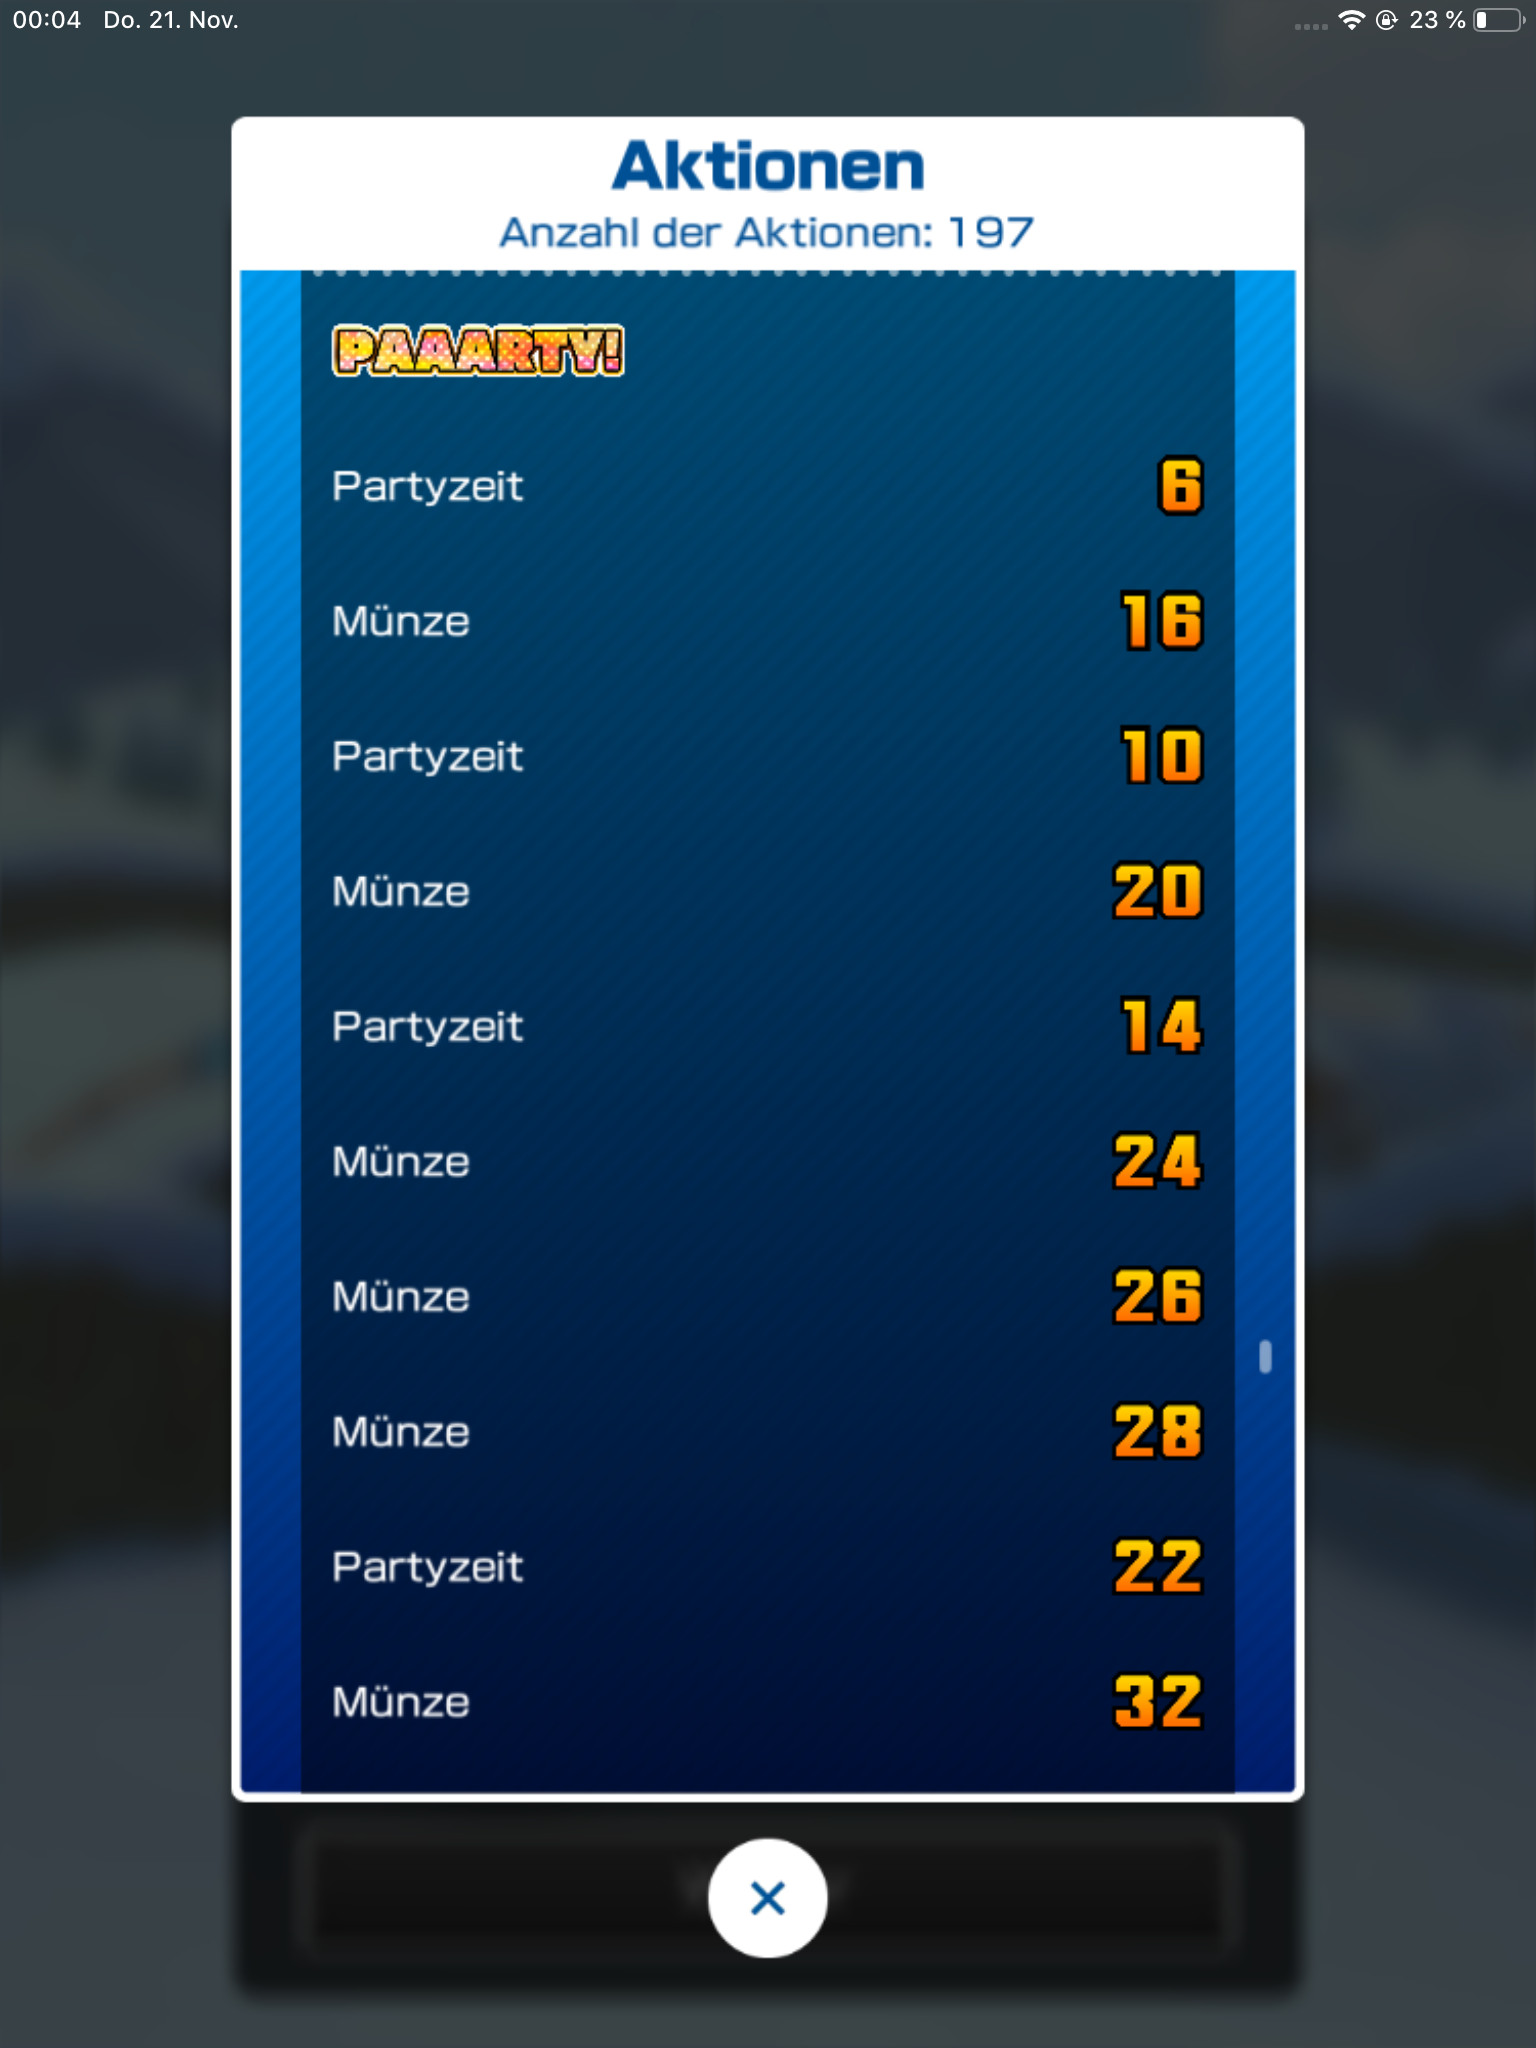 00:04 Do. 21. Nov. 23 %
Aktionen
Anzahl der Aktionen: 197
PAAARTY!
Partyzeit 6
Münze 16
Partyzeit 10
Münze 20
Partyzeit 14
Münze 24
Münze 26
Münze 28
Partyzeit 22
Münze 32